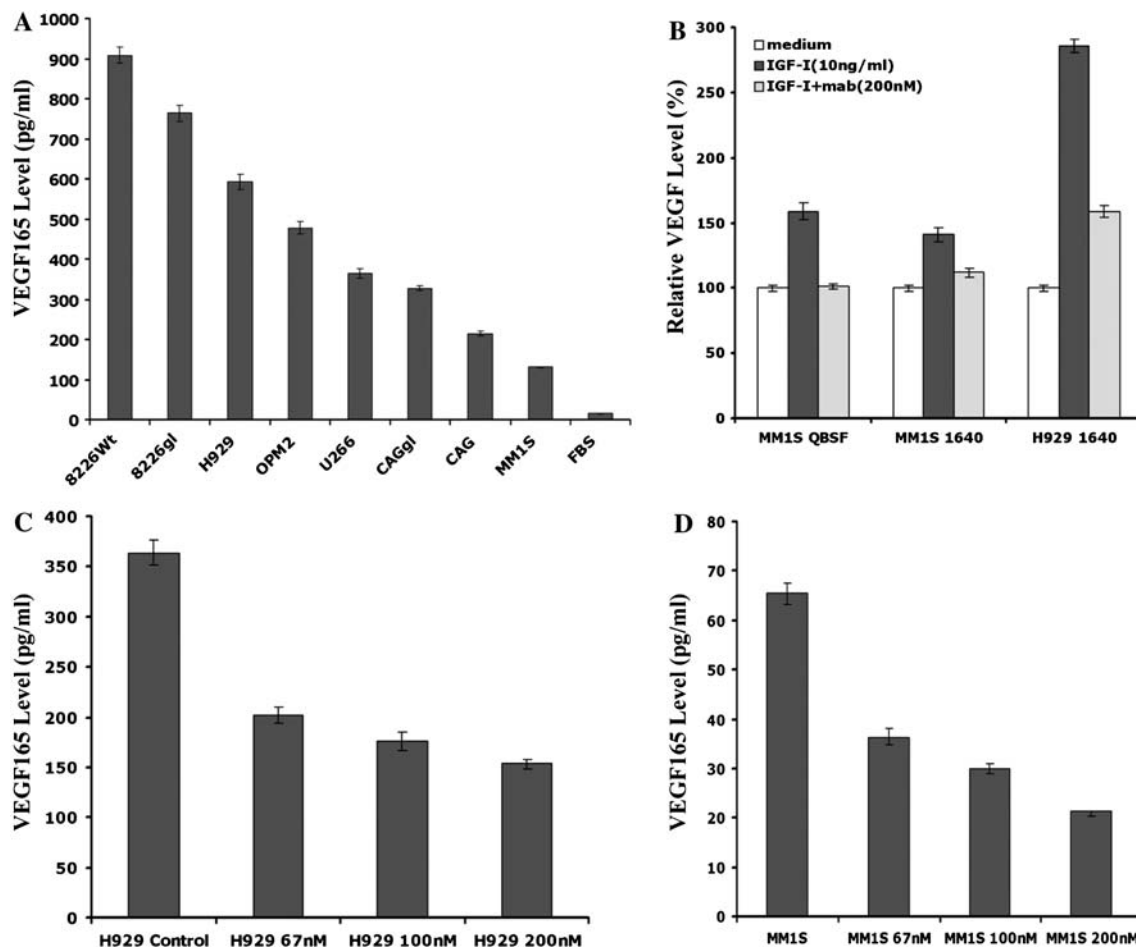 A
VEGF165 Level (pg/ml)
1000
900
800
700
600
500
400
300
200
100
0
8226Wt
8226gl
H929
OPM2
U266
CAGgl
CAG
MM1S
FBS
B
Relative VEGF Level (%)
300
250
200
150
100
50
0
medium
IGF-I(10ng/ml)
IGF-I+mab(200nM)
MM1S QBSF
MM1S 1640
H929 1640
C
VEGF165 Level (pg/ml)
400
350
300
250
200
150
100
50
0
H929 Control
H929 67nM
H929 100nM
H929 200nM
D
VEGF165 Level (pg/ml)
80
70
60
50
40
30
20
10
0
MM1S
MM1S 67nM
MM1S 100nM
MM1S 200nM